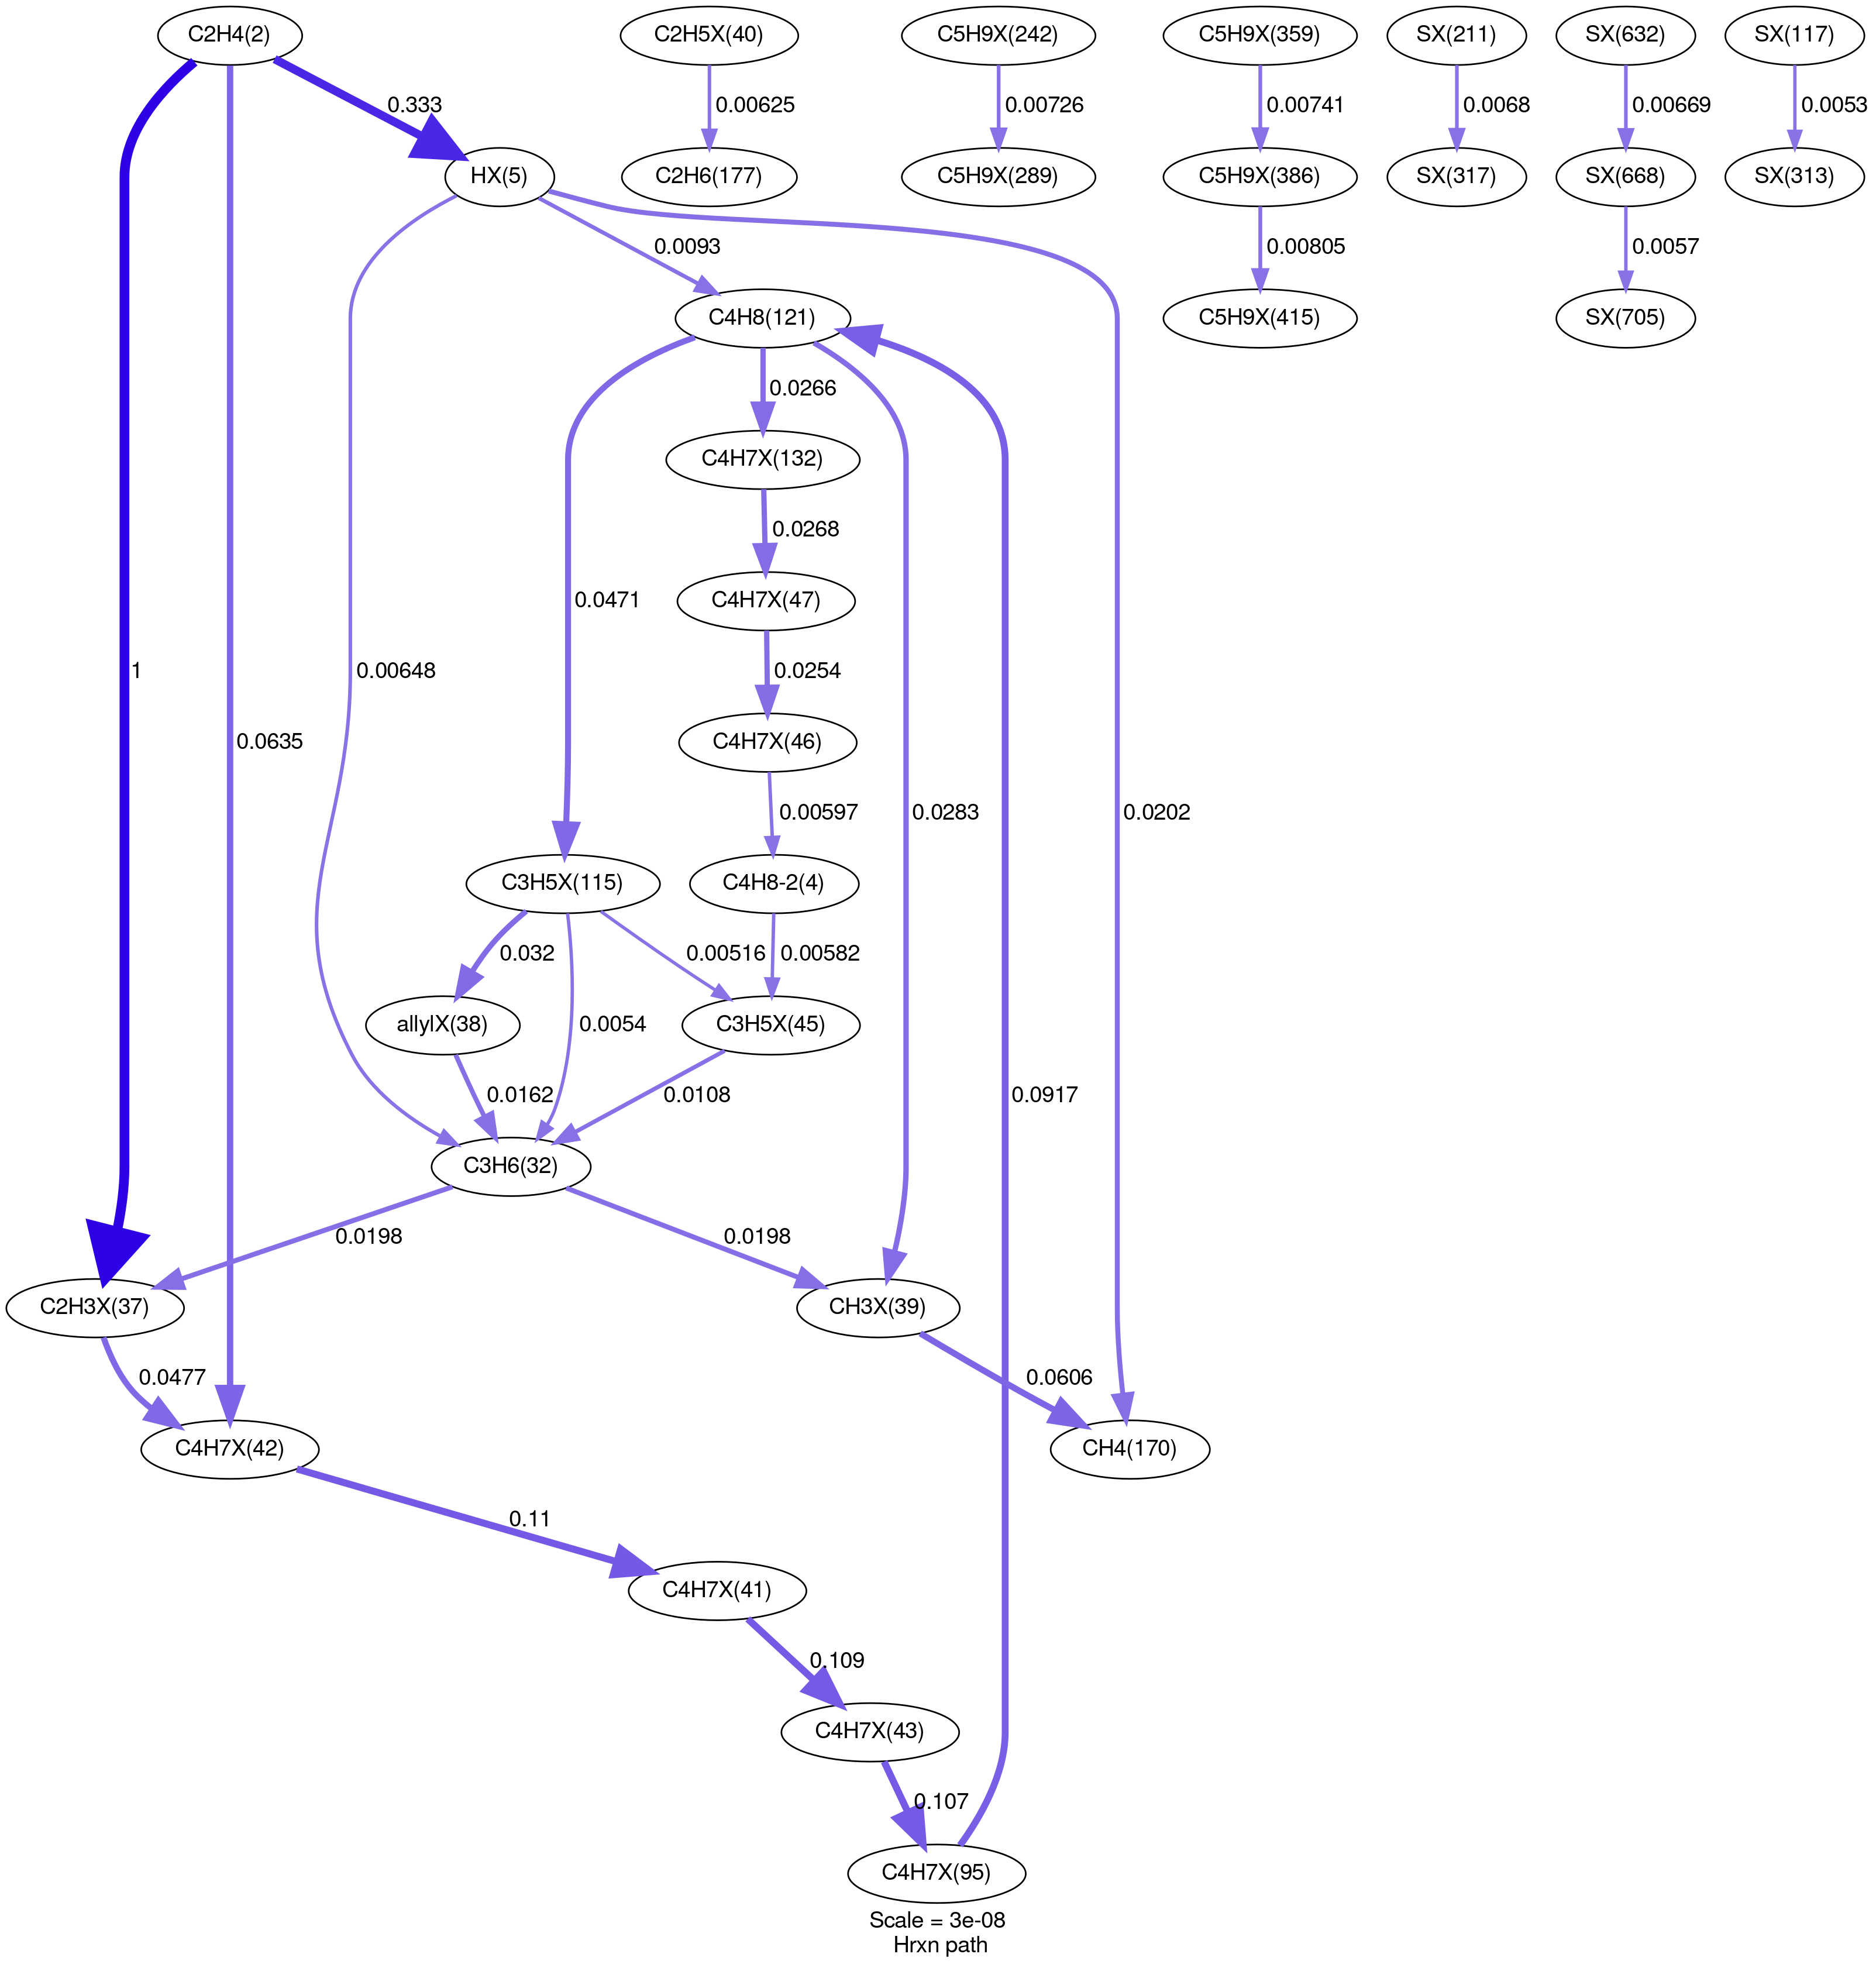 C2H4(2)
C2H5X(40)
C5H9X(242)
C5H9X(359)
SX(211)
SX(632)
SX(117)
0.333
0.00625
0.00726
0.00741
0.0068
0.00669
0.0053
HX(5)
C2H6(177)
C5H9X(289)
C5H9X(386)
SX(317)
SX(668)
SX(313)
0.0093
0.00805
0.0057
C4H8(121)
C5H9X(415)
SX(705)
0.0266
C4H7X(132)
0.0268
0.0471
C4H7X(47)
1
0.00648
0.0254
0.0635
C4H7X(46)
0.00597
0.0283
0.0202
C3H5X(115)
C4H8-2(4)
0.032
0.00516
0.00582
allylX(38)
0.0054
C3H5X(45)
0.0162
0.0108
0.0917
C3H6(32)
0.0198
0.0198
C2H3X(37)
CH3X(39)
0.0477
0.0606
C4H7X(42)
CH4(170)
0.11
C4H7X(41)
0.109
C4H7X(43)
0.107
C4H7X(95)
Scale = 3e-08
Hrxn path